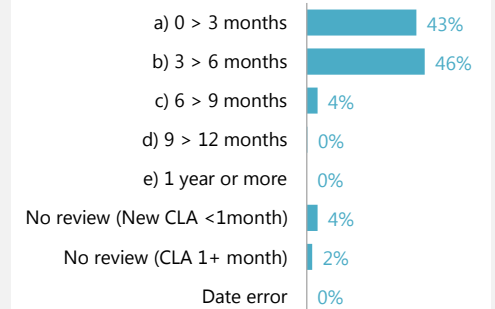 a) 0 > 3 months 43%
b) 3 > 6 months 46%
c) 6 > 9 months 4%
d) 9 > 12 months 0%
e) 1 year or more 0%
No review (New CLA <1month) 4%
No review (CLA 1+ month) 2%
Date error 0%